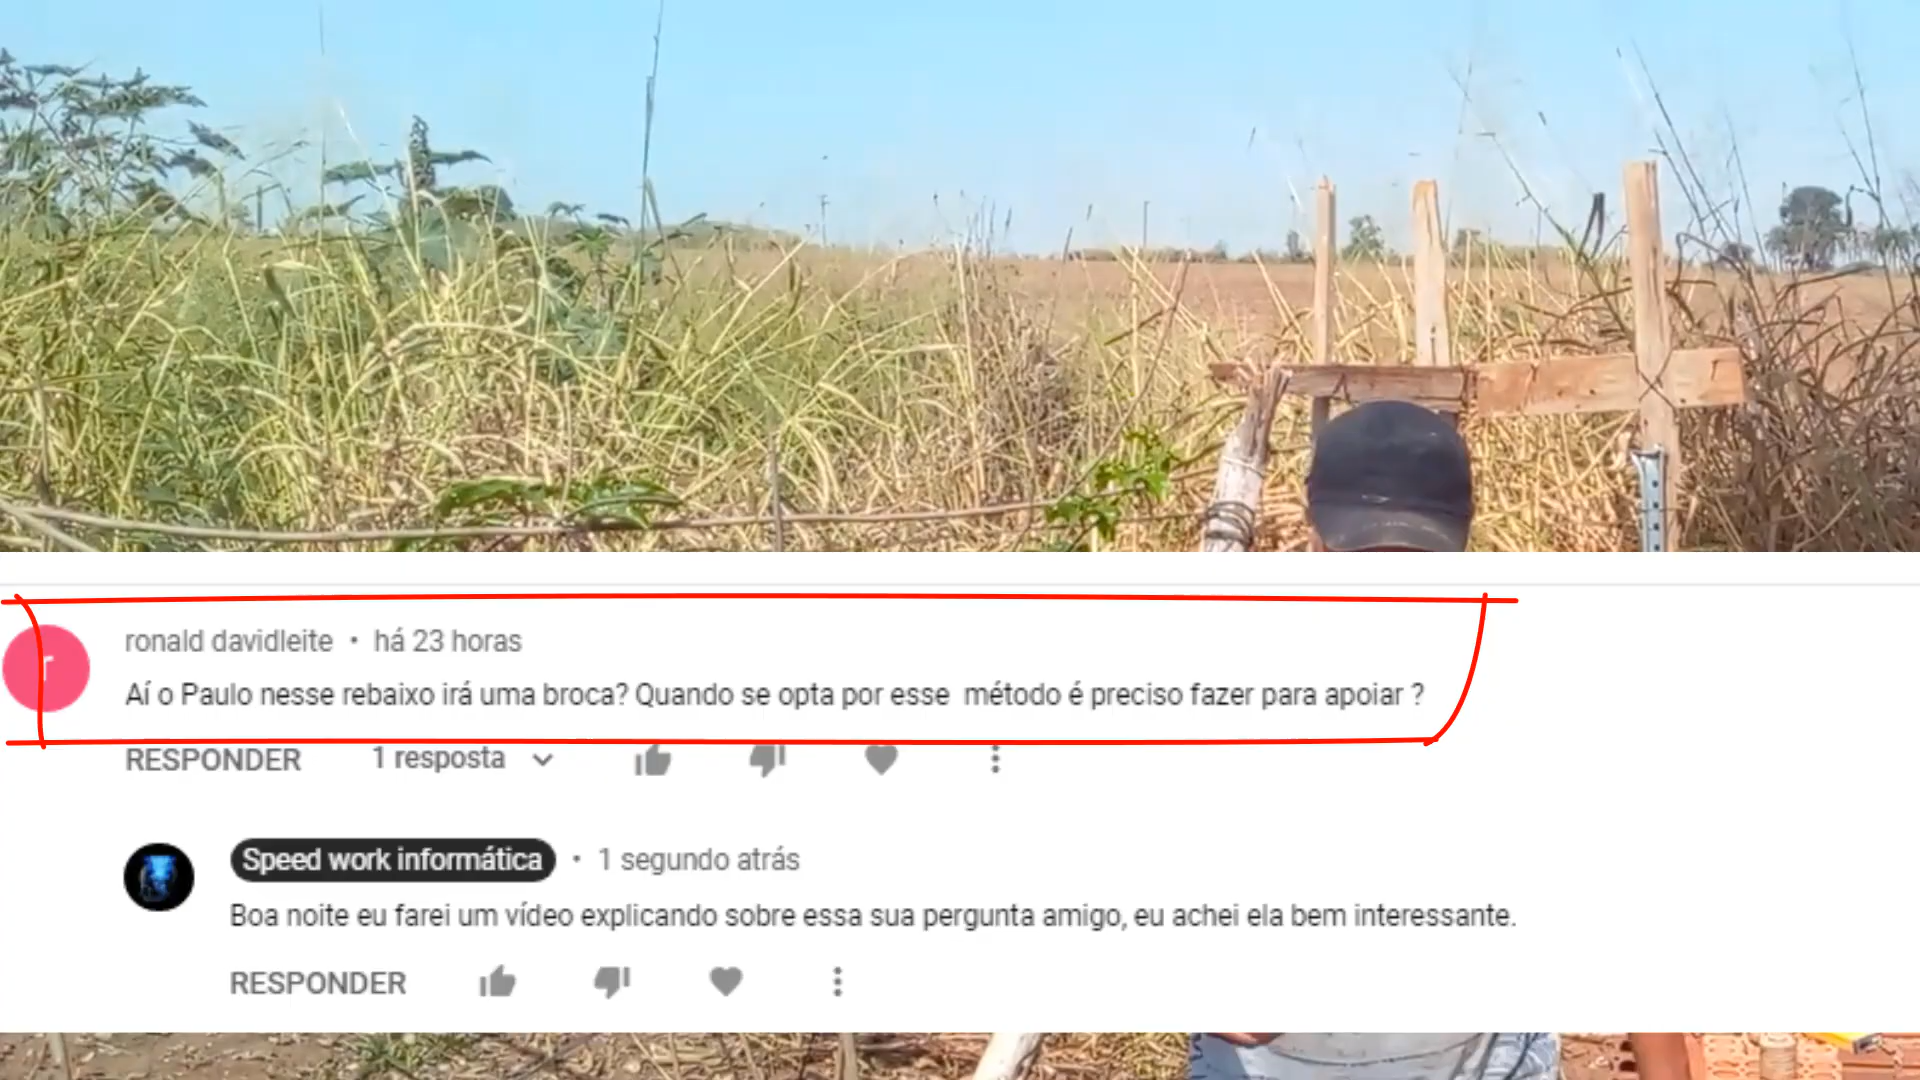 ronald davidleite • há 23 horas
Aí o Paulo nesse rebaixo irá uma broca? Quando se opta por esse método é preciso fazer para apoiar ?
RESPONDER 1 resposta
Speed work informática • 1 segundo atrás
Boa noite eu farei um vídeo explicando sobre essa sua pergunta amigo, eu achei ela bem interessante.
RESPONDER